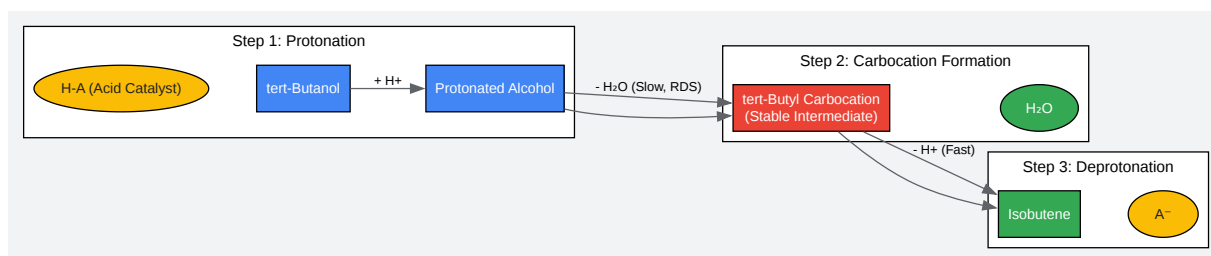 Step 1: Protonation
H-A (Acid Catalyst)
tert-Butanol
+ H+
Protonated Alcohol
- H₂O (Slow, RDS)
Step 2: Carbocation Formation
tert-Butyl Carbocation
(Stable Intermediate)
H₂O
- H+ (Fast)
Step 3: Deprotonation
Isobutene
A⁻